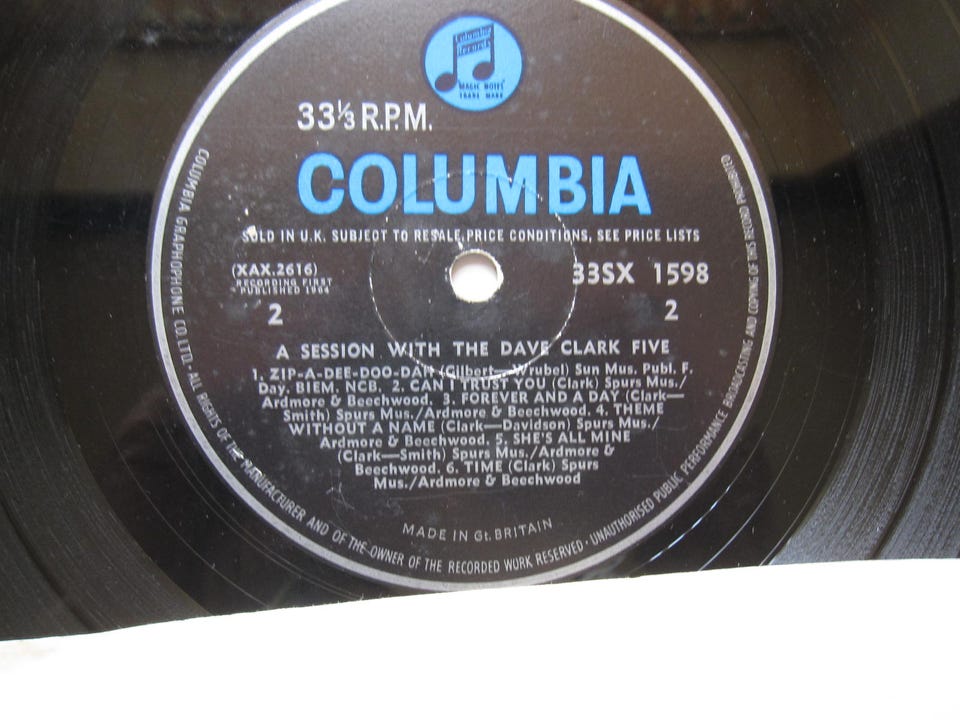 Columbia
Records
MAGIC NOTES
TRADE MARK
33⅓ R.P.M.
COLUMBIA
SOLD IN U.K. SUBJECT TO RESALE PRICE CONDITIONS, SEE PRICE LISTS
(XAX.2616)
33SX 1598
RECORDING FIRST
PUBLISHED 1964
2
2
A SESSION WITH THE DAVE CLARK FIVE
1. ZIP-A-DEE-DOO-DAH (Gilbert, Wrubel) Sun Mus. Publ. F.
Day. BIEM. NCB. 2. CAN I TRUST YOU (Clark) Spurs Mus./
Ardmore & Beechwood. 3. FOREVER AND A DAY (Clark—
Smith) Spurs Mus./Ardmore & Beechwood. 4. THEME
WITHOUT A NAME (Clark—Davidson) Spurs Mus./
Ardmore & Beechwood. 5. SHE'S ALL MINE
(Clark—Smith) Spurs Mus./Ardmore &
Beechwood. 6. TIME (Clark) Spurs
Mus./Ardmore & Beechwood
MADE IN Gt. BRITAIN
COLUMBIA GRAPHOPHONE CO. LTD. · ALL RIGHTS OF THE MANUFACTURER AND OF THE OWNER OF THE RECORDED WORK RESERVED · UNAUTHORISED PUBLIC PERFORMANCE BROADCASTING AND COPYING OF THIS RECORD PROHIBITED